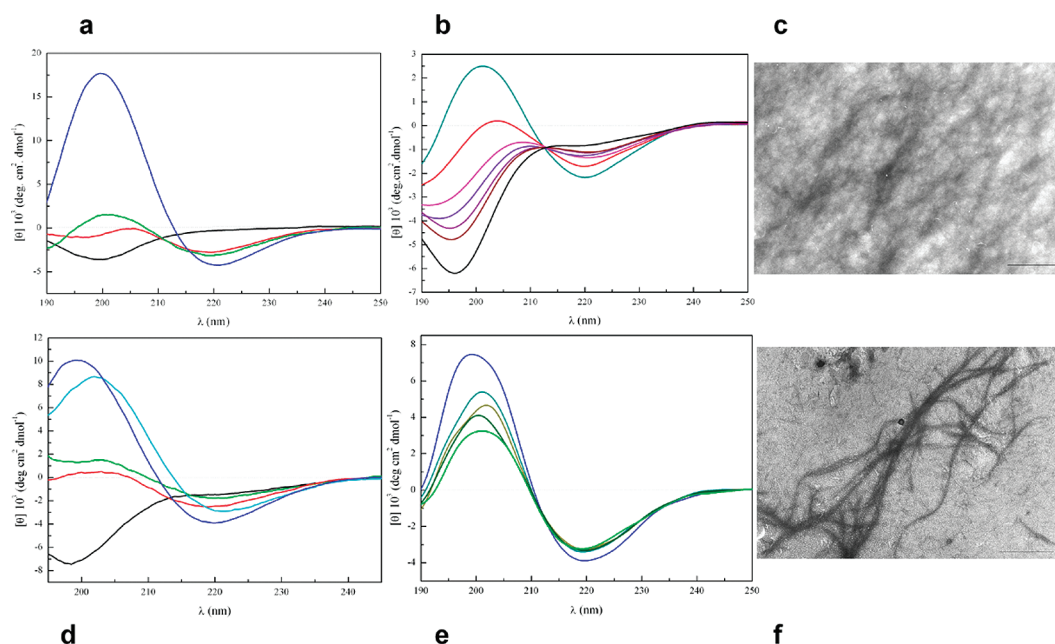 a b c
[θ] 10³ (deg. cm² dmol⁻¹)
20
15
10
5
0
-5
190 200 210 220 230 240 250
λ (nm)
[θ] 10³ (deg.cm² dmol⁻¹)
3
2
1
0
-1
-2
-3
-4
-5
-6
-7
190 200 210 220 230 240 250
λ (nm)
[θ] 10³ (deg cm² dmol⁻¹)
12
10
8
6
4
2
0
-2
-4
-6
-8
200 210 220 230 240
λ (nm)
[θ] 10³ (deg cm² dmol⁻¹)
8
6
4
2
0
-2
-4
190 200 210 220 230 240 250
λ (nm)
d e f